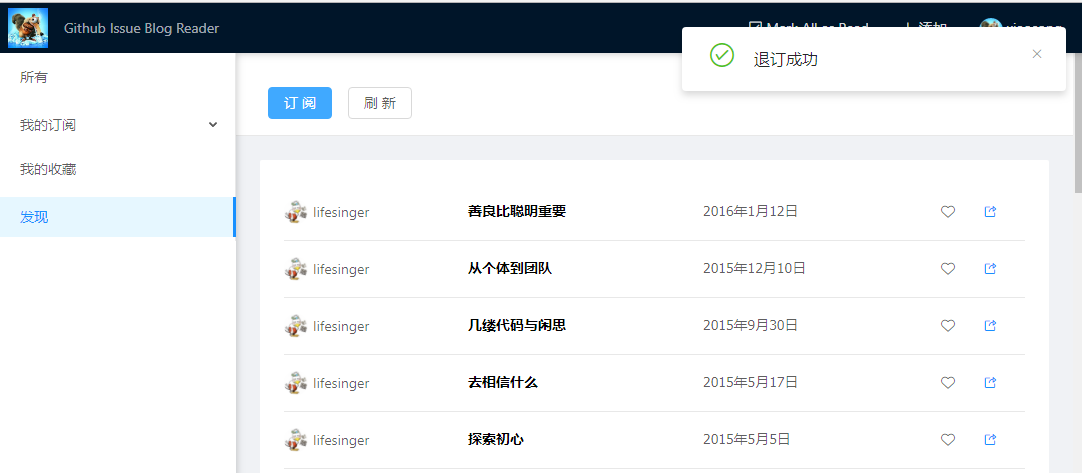 Github Issue Blog Reader
Mark All as Read
添加
退订成功
所有
我的订阅
我的收藏
发现
订 阅
刷 新
lifesinger 善良比聪明重要 2016年1月12日
lifesinger 从个体到团队 2015年12月10日
lifesinger 几缕代码与闲思 2015年9月30日
lifesinger 去相信什么 2015年5月17日
lifesinger 探索初心 2015年5月5日